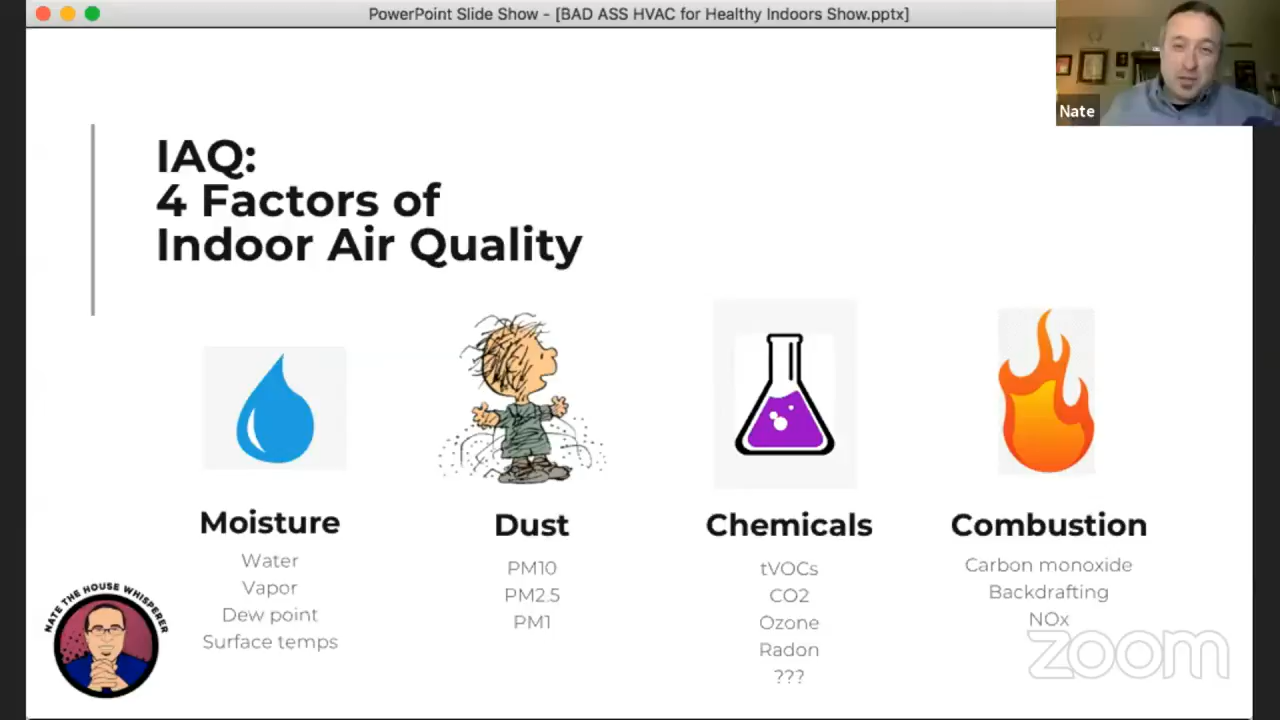 PowerPoint Slide Show - [BAD ASS HVAC for Healthy Indoors Show.pptx]
Nate
IAQ:
4 Factors of
Indoor Air Quality
Moisture
Water
Vapor
Dew point
Surface temps
Dust
PM10
PM2.5
PM1
Chemicals
tVOCs
CO2
Ozone
Radon
???
Combustion
Carbon monoxide
Backdrafting
NOx
NATE THE HOUSE WHISPERER
zoom